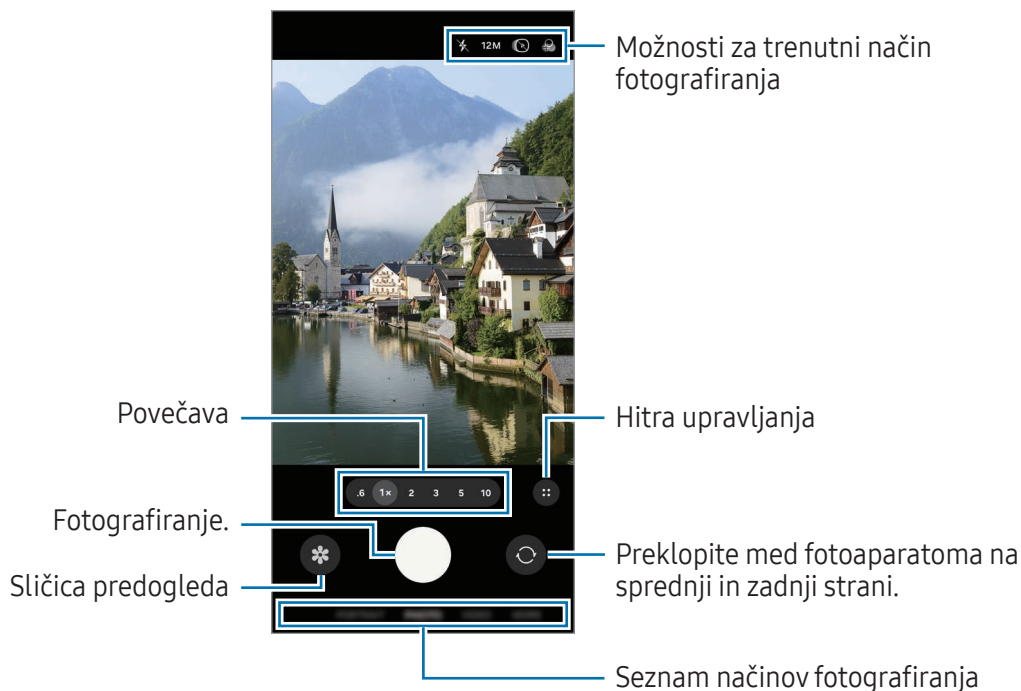 12M
Možnosti za trenutni način
fotografiranja
Povečava
Hitra upravljanja
.6 1× 2 3 5 10
Fotografiranje.
Preklopite med fotoaparatoma na
sprednji in zadnji strani.
Sličica predogleda
PHOTO
Seznam načinov fotografiranja